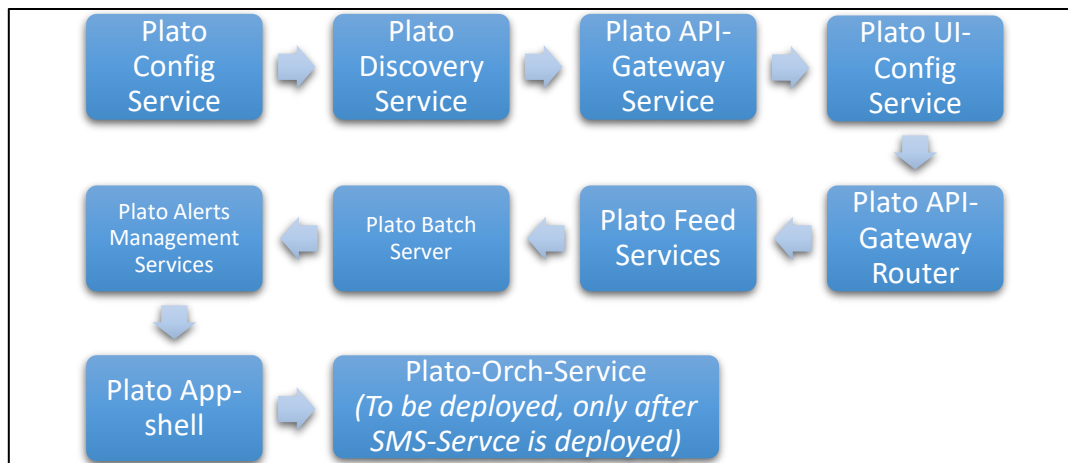 Plato
Config
Service
Plato
Discovery
Service
Plato API-
Gateway
Service
Plato UI-
Config
Service
Plato API-
Gateway
Router
Plato Feed
Services
Plato Batch
Server
Plato Alerts
Management
Services
Plato App-
shell
Plato-Orch-Service
(To be deployed, only after
SMS-Servce is deployed)